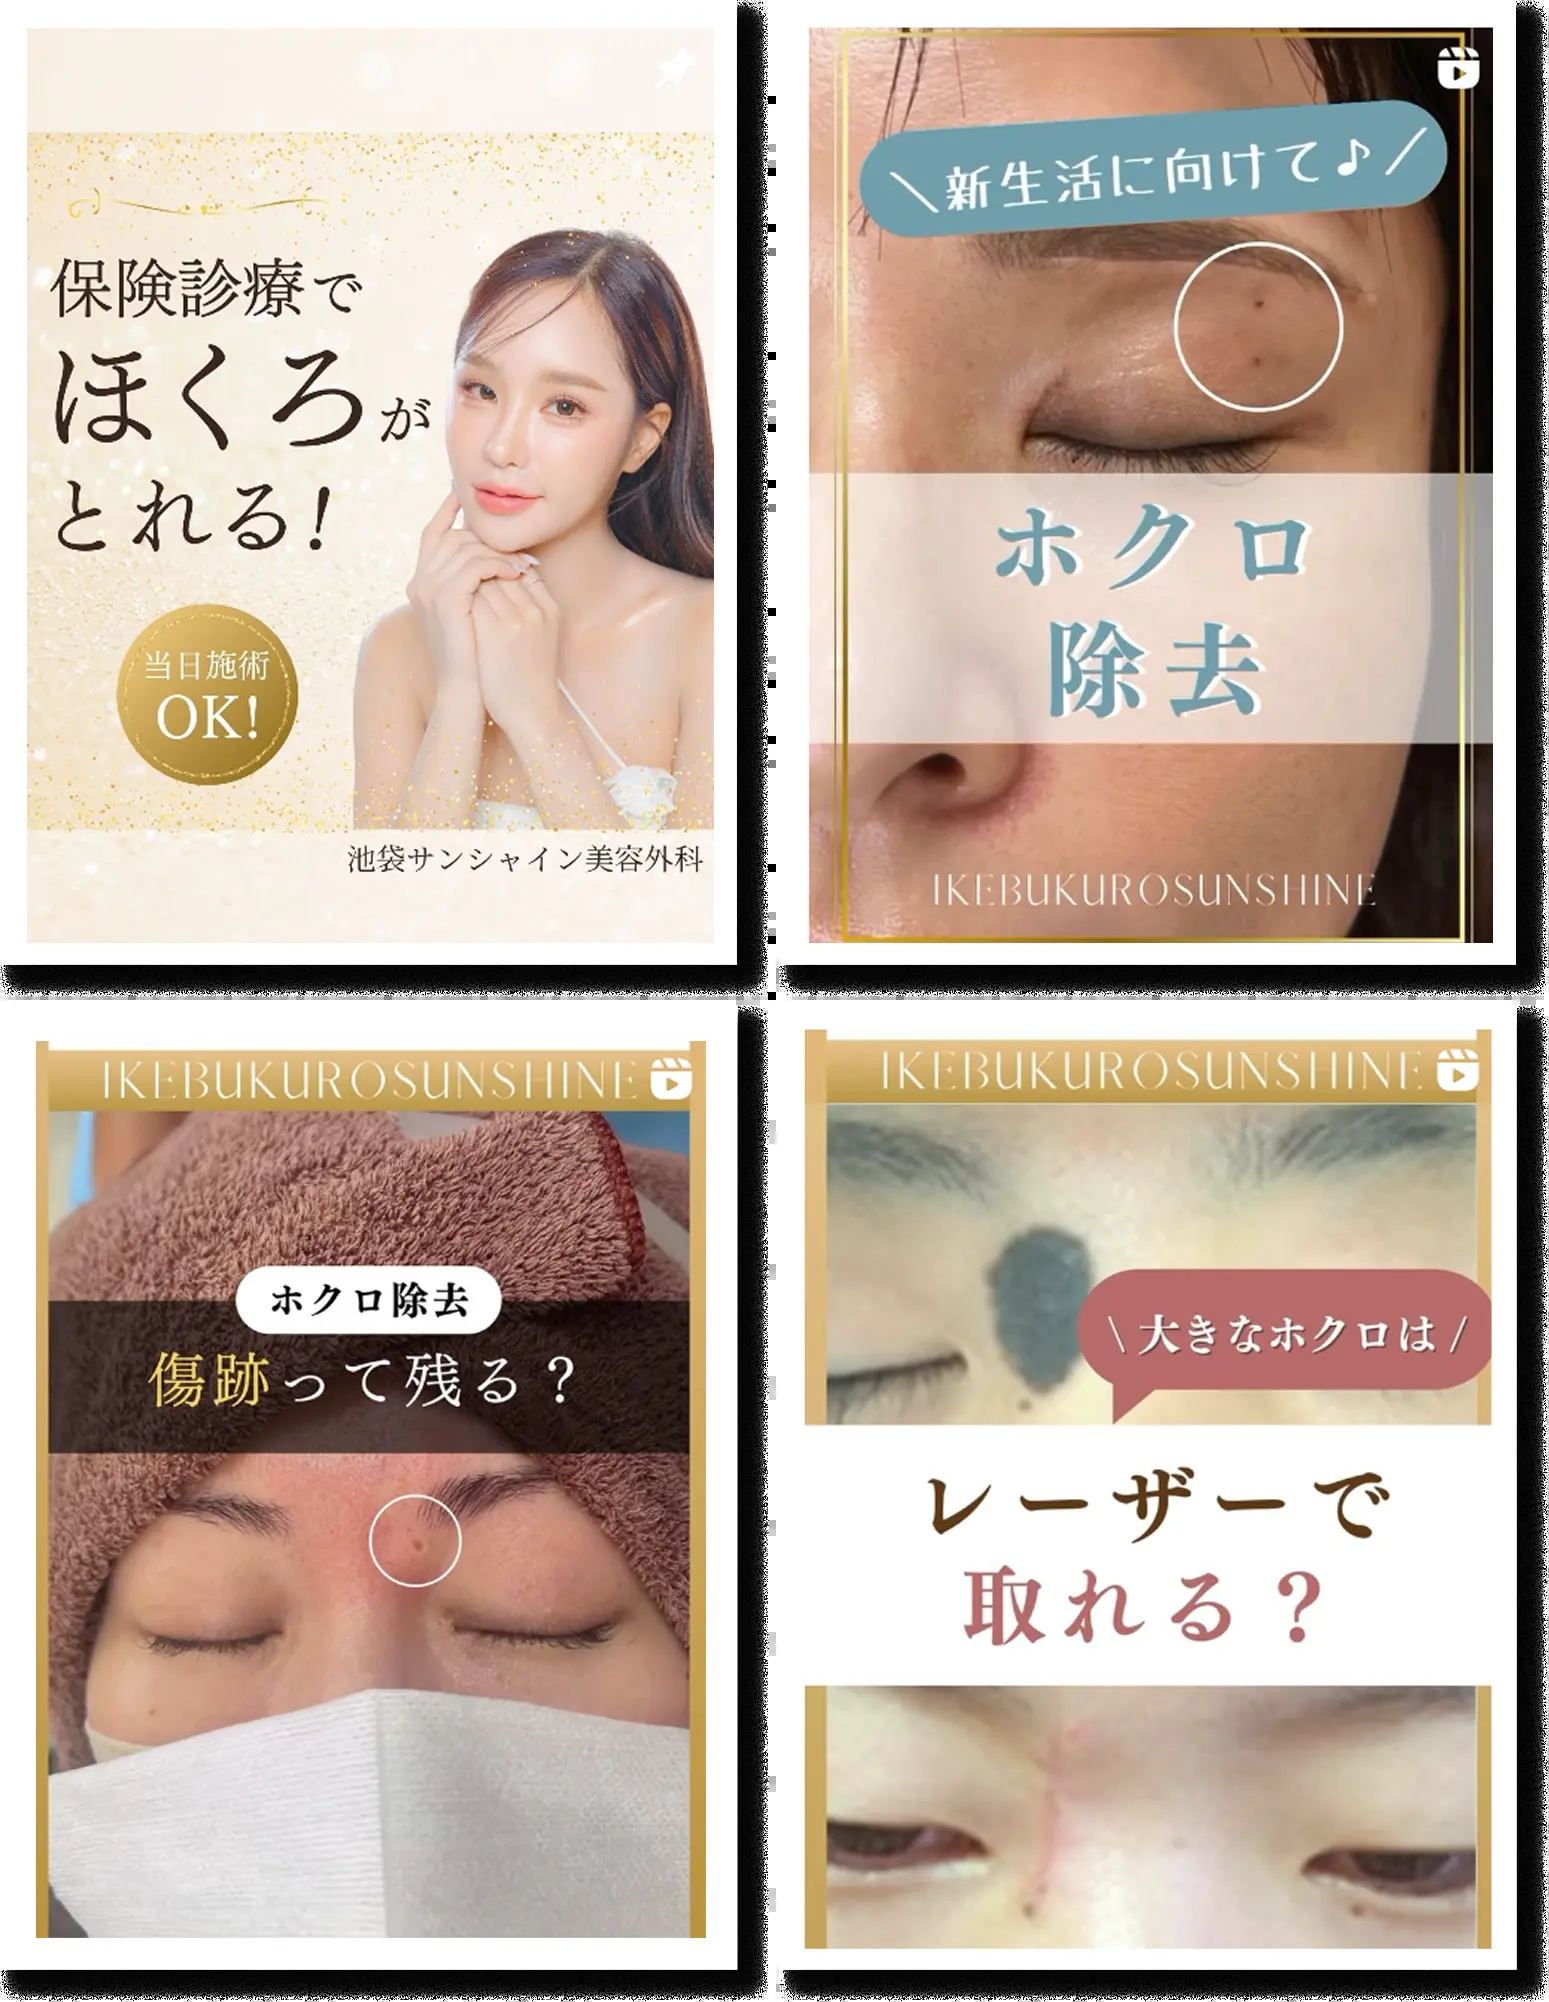 保険診療で
ほくろが
とれる!
当日施術
OK!
池袋サンシャイン美容外科
\新生活に向けて♪/
ホクロ
除去
IKEBUKUROSUNSHINE
IKEBUKUROSUNSHINE
ホクロ除去
傷跡って残る？
IKEBUKUROSUNSHINE
\大きなホクロは/
レーザーで
取れる？